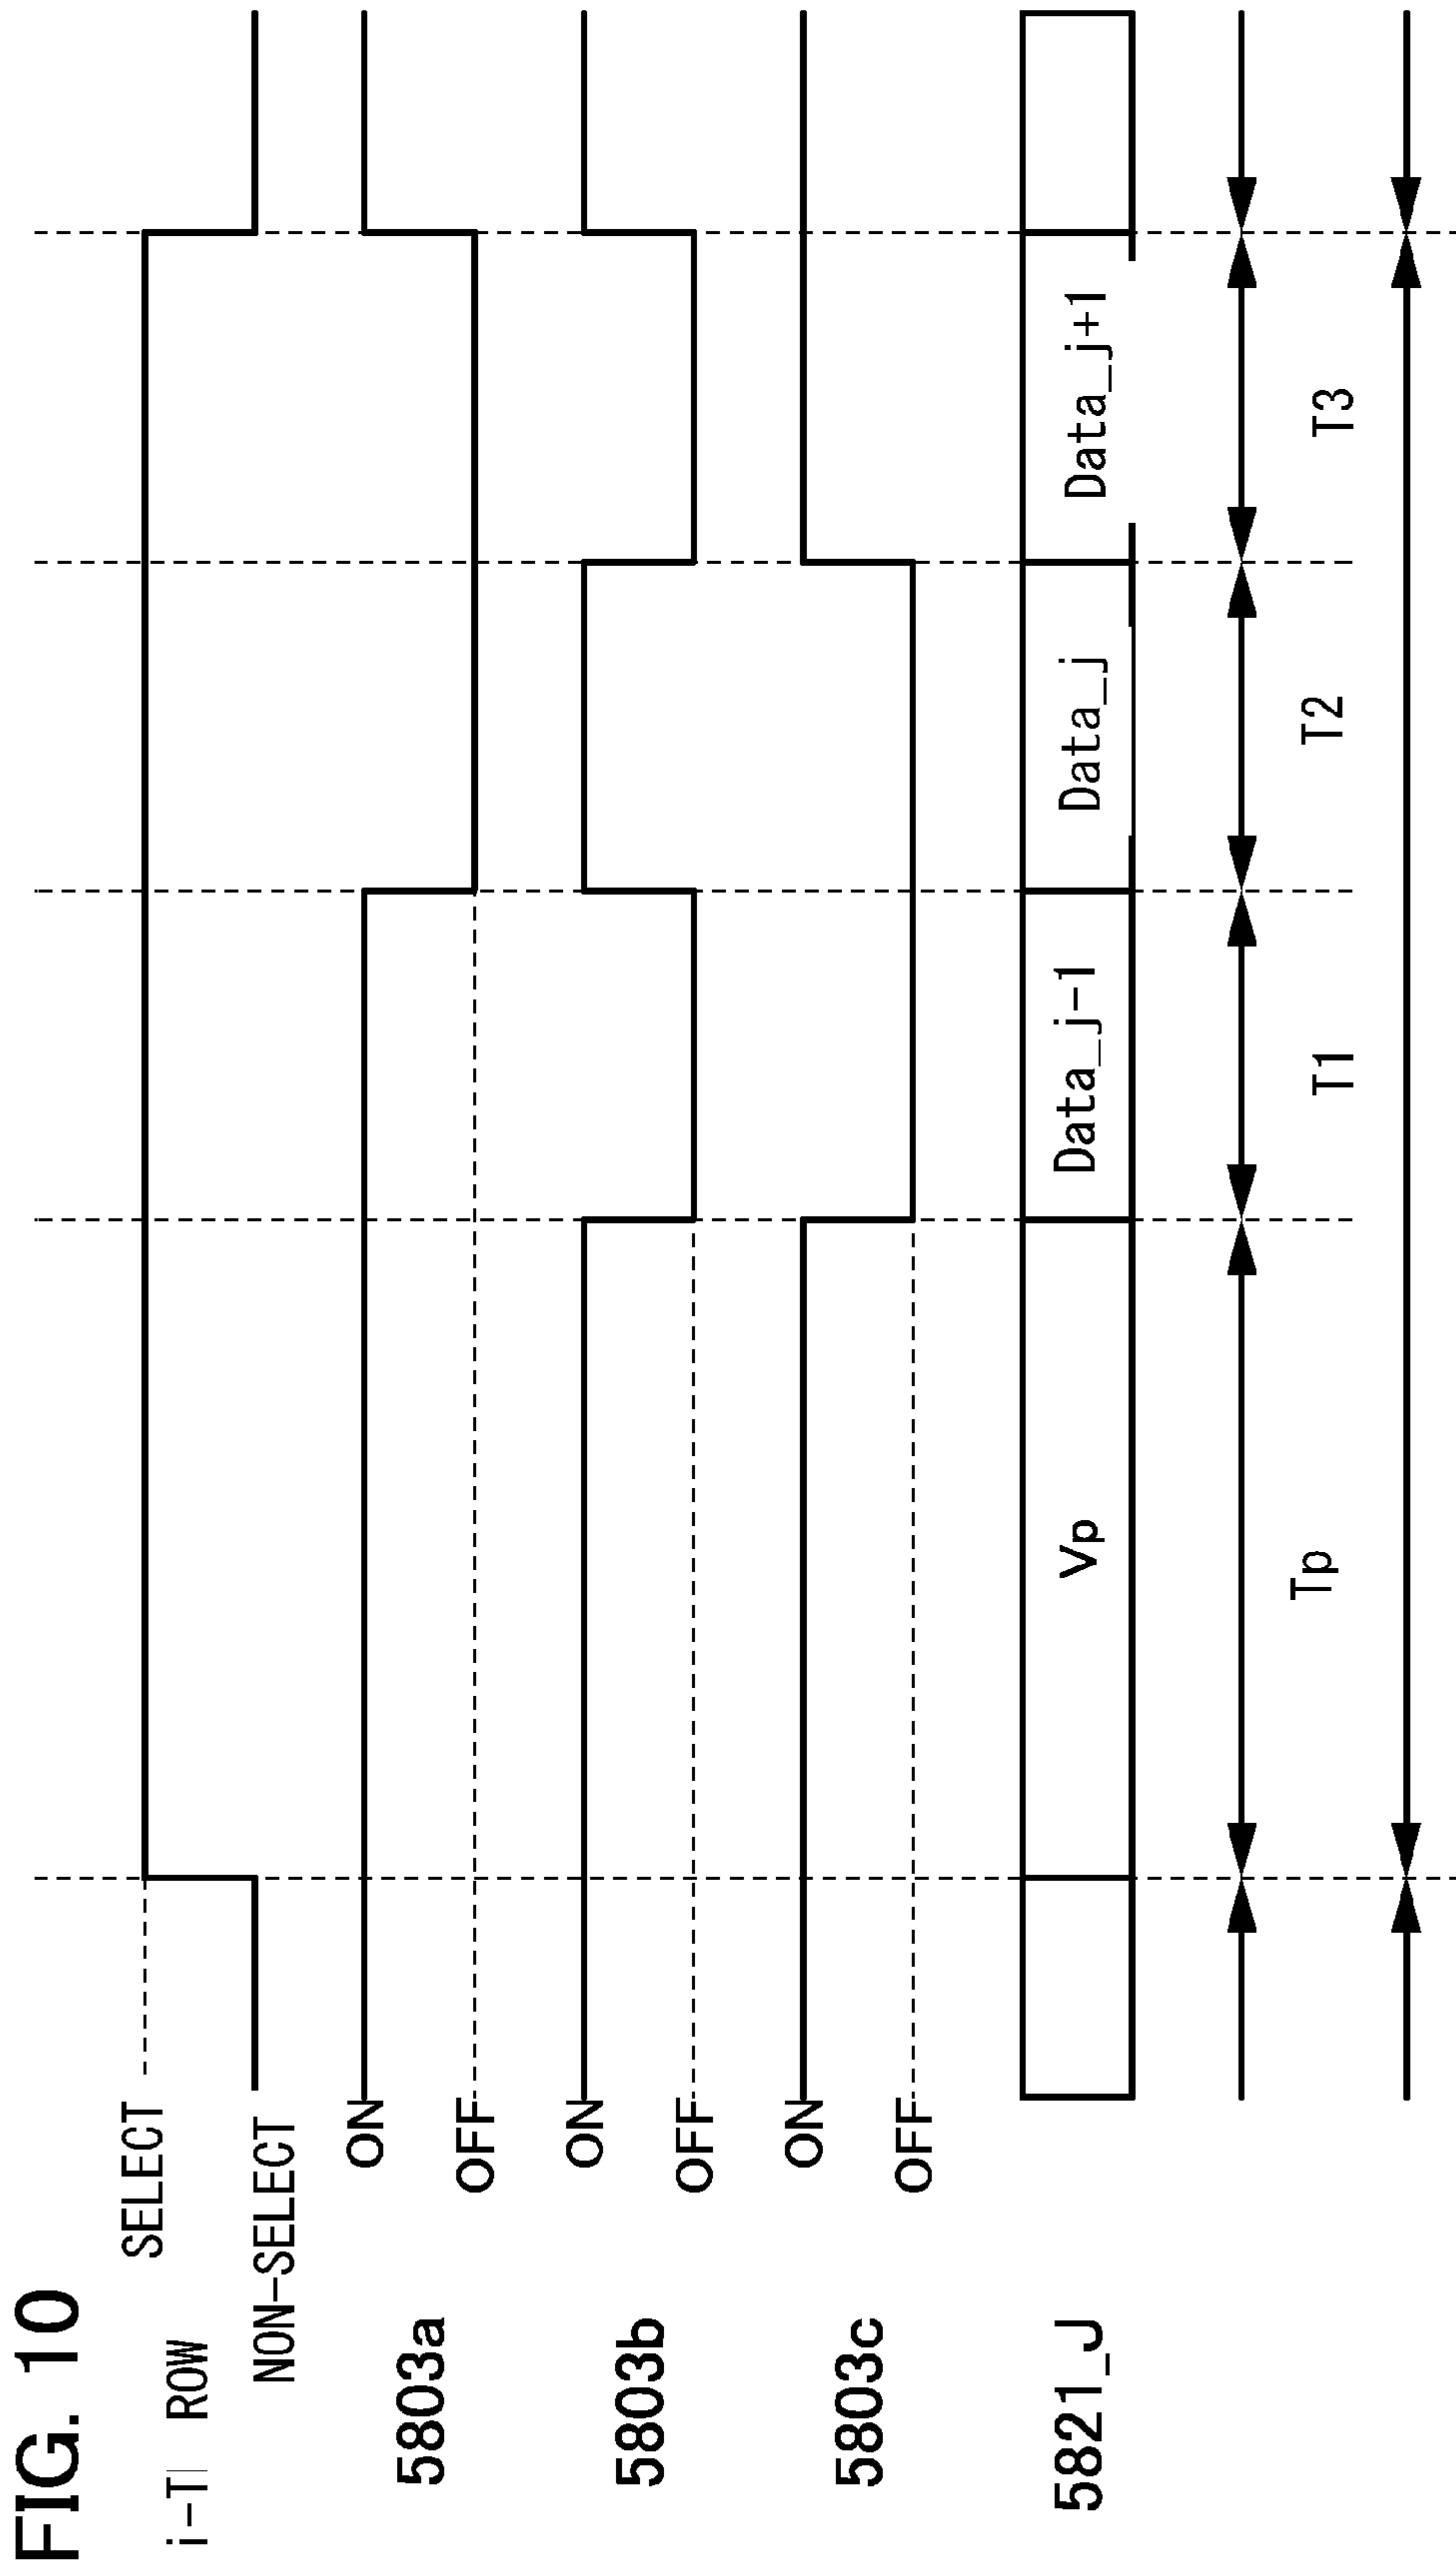 FIG. 10
SELECT
i-T ROW
NON-SELECT
ON
5803a
OFF
ON
5803b
OFF
ON
5803c
OFF
5821_J
Vp
Data_j-1
Data_j
Data_j+1
Tp
T1
T2
T3